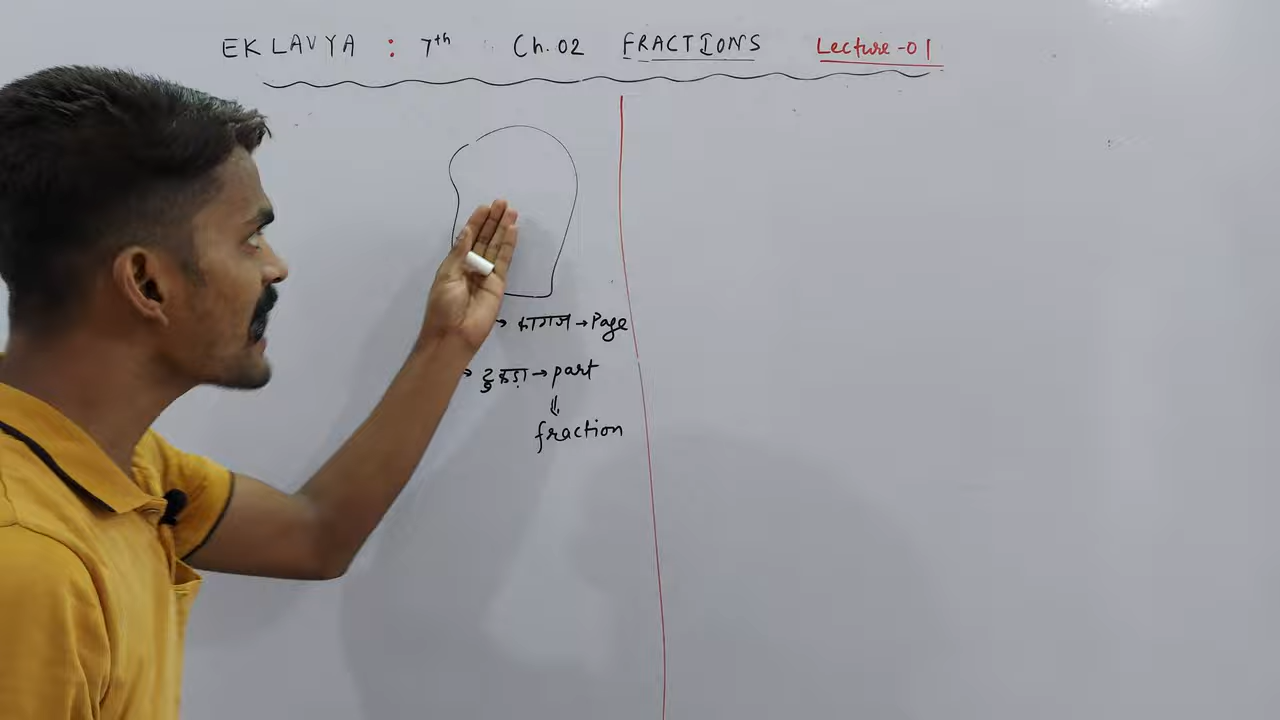 EKLAVYA : 7th Ch. 02 FRACTIONS Lecture-01
→ कागज → Page
→ टुकड़ा → part
⇓
fraction